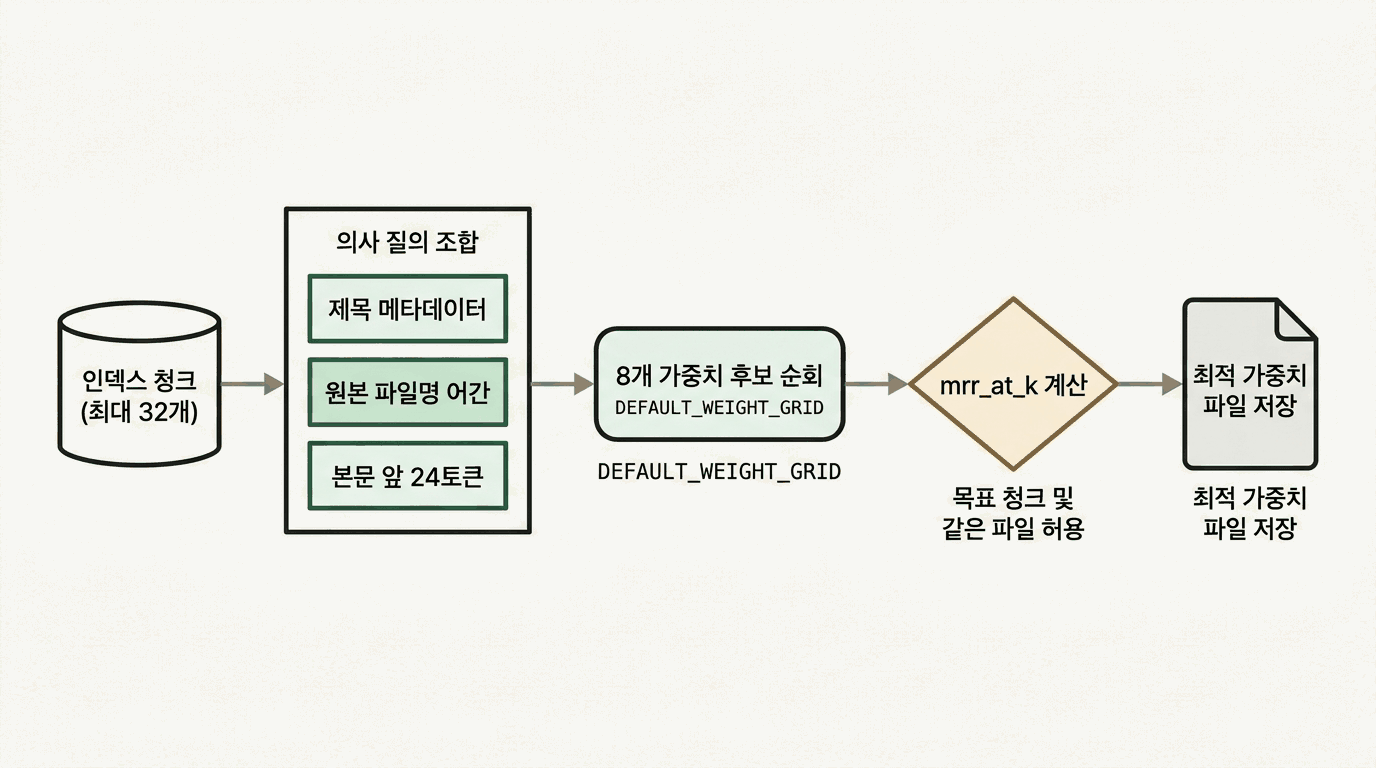 인덱스 청크
(최대 32개)
의사 질의 조합
제목 메타데이터
원본 파일명 어간
본문 앞 24토큰
8개 가중치 후보 순회
DEFAULT_WEIGHT_GRID
DEFAULT_WEIGHT_GRID
mrr_at_k 계산
목표 청크 및
같은 파일 허용
최적 가중치
파일 저장
최적 가중치
파일 저장